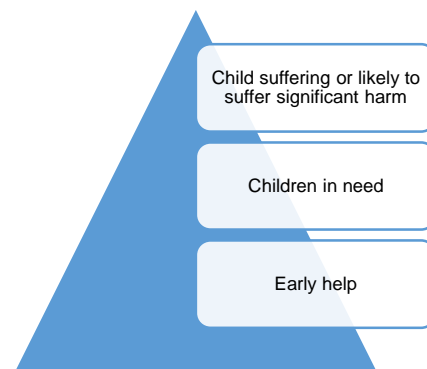 Child suffering or likely to
suffer significant harm
Children in need
Early help